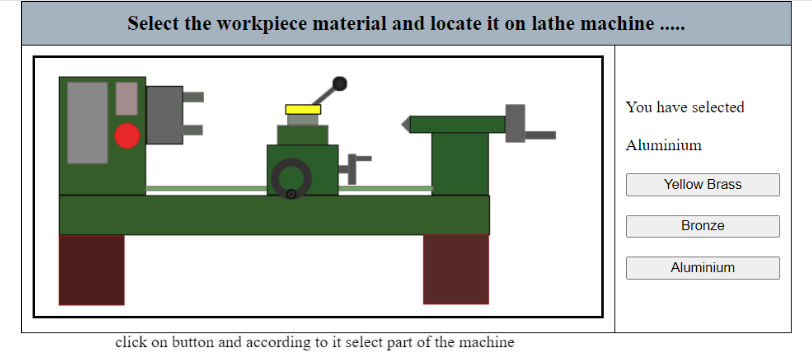 Select the workpiece material and locate it on lathe machine .....
You have selected
Aluminium
Yellow Brass
Bronze
Aluminium
click on button and according to it select part of the machine